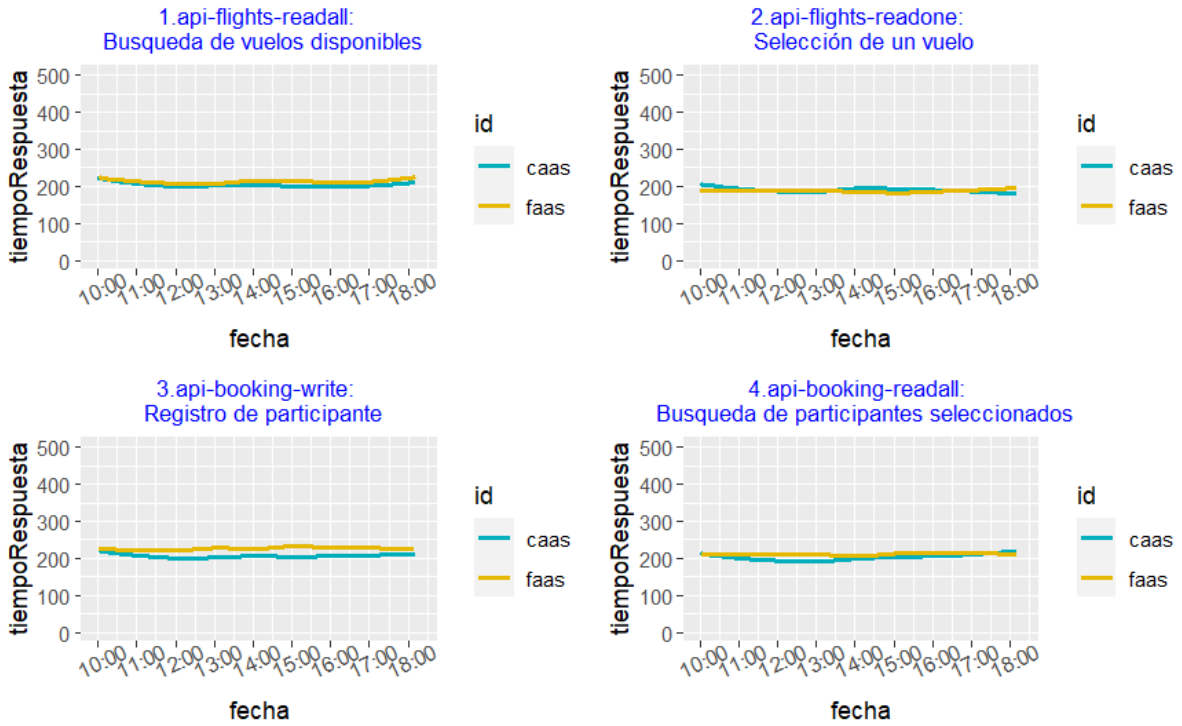 1.api-flights-readall:
Busqueda de vuelos disponibles
tiempoRespuesta
500
400
300
200
100
0
10:00 11:00 12:00 13:00 14:00 15:00 16:00 17:00 18:00
fecha
id
caas
faas
2.api-flights-readone:
Selección de un vuelo
tiempoRespuesta
500
400
300
200
100
0
10:00 11:00 12:00 13:00 14:00 15:00 16:00 17:00 18:00
fecha
id
caas
faas
3.api-booking-write:
Registro de participante
tiempoRespuesta
500
400
300
200
100
0
10:00 11:00 12:00 13:00 14:00 15:00 16:00 17:00 18:00
fecha
id
caas
faas
4.api-booking-readall:
Busqueda de participantes seleccionados
tiempoRespuesta
500
400
300
200
100
0
10:00 11:00 12:00 13:00 14:00 15:00 16:00 17:00 18:00
fecha
id
caas
faas